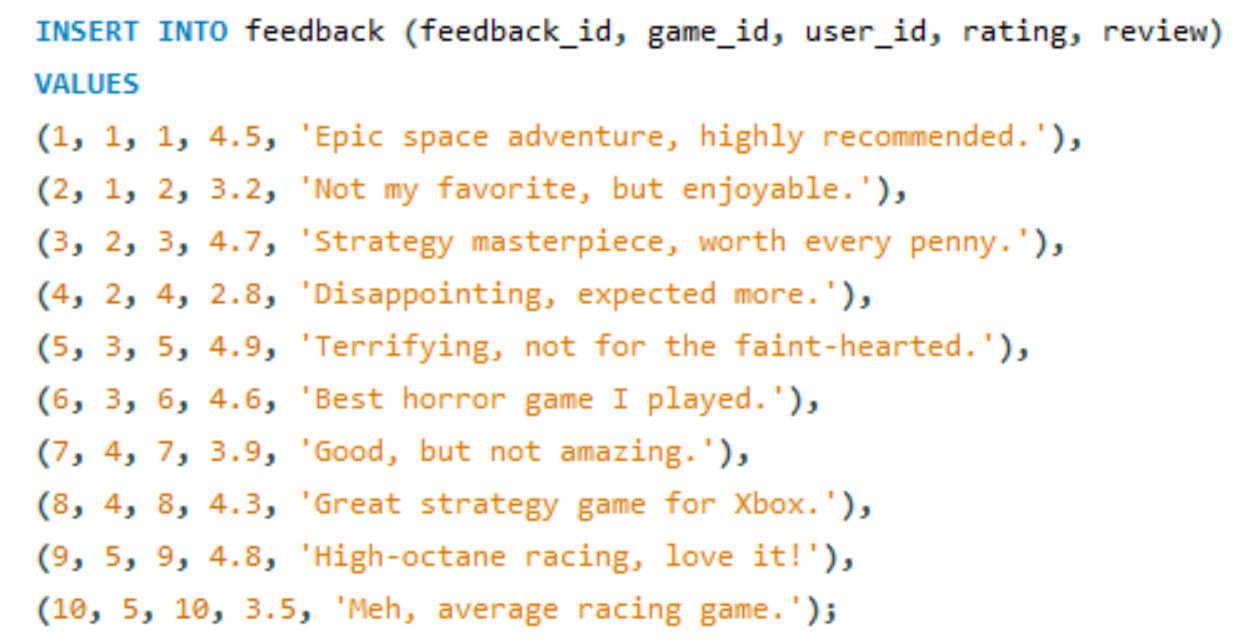 INSERT INTO feedback (feedback_id, game_id, user_id, rating, review)
VALUES
(1, 1, 1, 4.5, 'Epic space adventure, highly recommended.'),
(2, 1, 2, 3.2, 'Not my favorite, but enjoyable.'),
(3, 2, 3, 4.7, 'Strategy masterpiece, worth every penny.'),
(4, 2, 4, 2.8, 'Disappointing, expected more.'),
(5, 3, 5, 4.9, 'Terrifying, not for the faint-hearted.'),
(6, 3, 6, 4.6, 'Best horror game I played.'),
(7, 4, 7, 3.9, 'Good, but not amazing.'),
(8, 4, 8, 4.3, 'Great strategy game for Xbox.'),
(9, 5, 9, 4.8, 'High-octane racing, love it!'),
(10, 5, 10, 3.5, 'Meh, average racing game.');